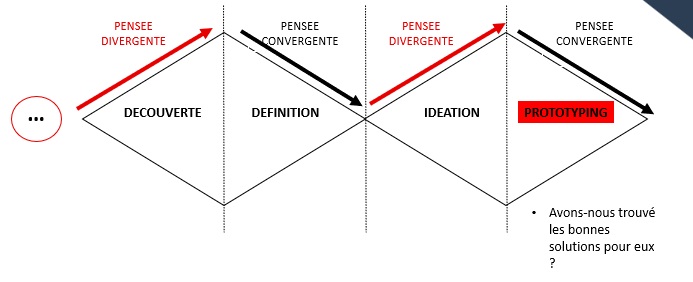 PENSEE
DIVERGENTE
PENSEE
CONVERGENTE
PENSEE
DIVERGENTE
PENSEE
CONVERGENTE
...
DECOUVERTE
DEFINITION
IDEATION
PROTOTYPING
• Avons-nous trouvé
les bonnes
solutions pour eux
?